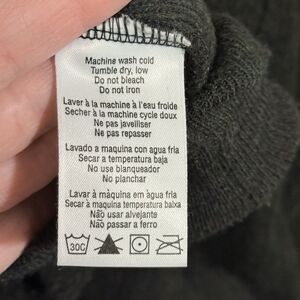 Machine wash cold
Tumble dry, low
Do not bleach
Do not iron
Laver à la machine à l'eau froide
Secher à la machine cycle doux
Ne pas javelliser
Ne pas repasser
Lavado a maquina con agua fria
Secar a temperatura baja
No use blanqueador
No planchar
Lavar à máquina em água fria
Secar à maquina temperatura baixa
Não usar alvejante
Não passar a ferro
30C